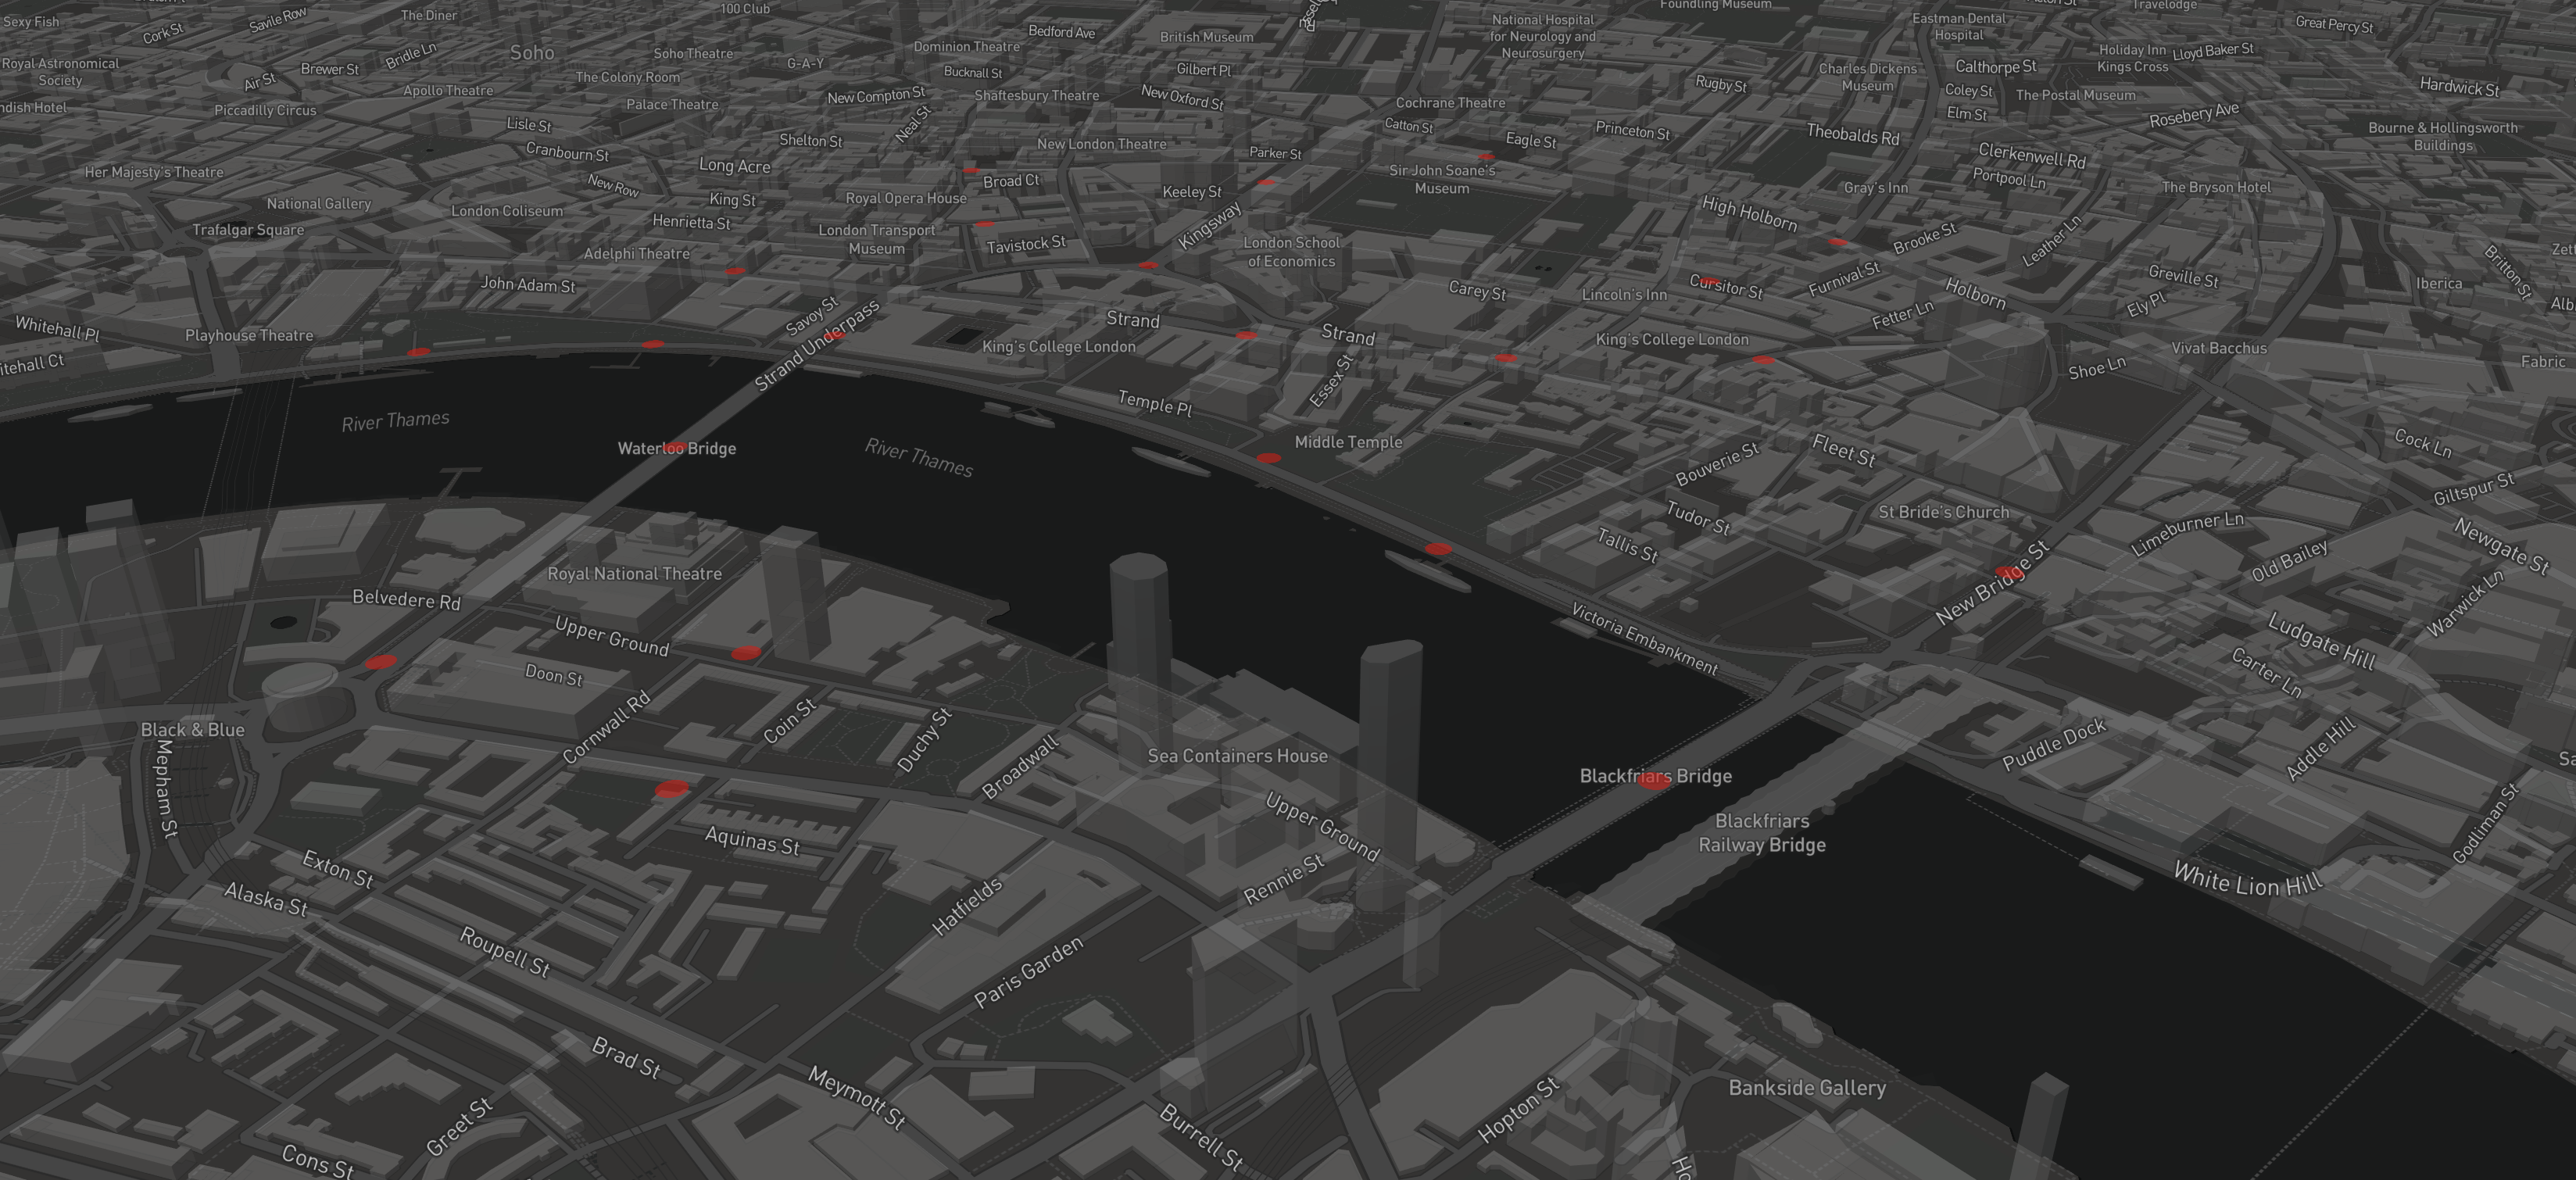 Sexy Fish
Cork St
Savile Row
The Diner
100 Club
Bedford Ave
British Museum
National Hospital
for Neurology and
Neurosurgery
Foundling Museum
Eastman Dental
Hospital
Travelodge
Great Percy St
Royal Astronomical
Society
Air St
Brewer St
Bridle Ln
Soho
Soho Theatre
The Colony Room
G-A-Y
Dominion Theatre
Bucknall St
Gilbert Pl
Charles Dickens
Museum
Calthorpe St
Holiday Inn
Kings Cross
Lloyd Baker St
Hardwick St
ndish Hotel
Piccadilly Circus
Apollo Theatre
Palace Theatre
New Compton St
Neal St
Shaftesbury Theatre
New Oxford St
Cochrane Theatre
Rugby St
Coley St
The Postal Museum
Elm St
Rosebery Ave
Bourne & Hollingsworth
Buildings
Lisle St
Cranbourn St
Shelton St
New London Theatre
Catton St
Eagle St
Princeton St
Theobalds Rd
Clerkenwell Rd
Her Majesty's Theatre
New Row
Long Acre
King St
Broad Ct
Parker St
Keeley St
Sir John Soane's
Museum
Gray's Inn
Portpool Ln
The Bryson Hotel
National Gallery
Trafalgar Square
London Coliseum
Henrietta St
Royal Opera House
London Transport
Museum
Adelphi Theatre
Tavistock St
Kingsway
London School
of Economics
High Holborn
Brooke St
Leather Ln
Zet
Britton St
John Adam St
Carey St
Lincoln's Inn
Cursitor St
Furnival St
Holborn
Greville St
Iberica
Ely Pl
Alb
Whitehall Pl
Playhouse Theatre
Savoy St
Strand Underpass
Strand
Strand
King's College London
King's College London
Fetter Ln
Shoe Ln
Vivat Bacchus
Fabric
itehall Ct
Essex St
Temple Pl
River Thames
Waterloo Bridge
River Thames
Middle Temple
Bouverie St
Fleet St
Cock Ln
Giltspur St
Tudor St
St Bride's Church
Tallis St
Limeburner Ln
Old Bailey
Newgate St
Royal National Theatre
Belvedere Rd
Upper Ground
Doon St
New Bridge St
Warwick Ln
Victoria Embankment
Ludgate Hill
Carter Ln
Black & Blue
Mepham St
Cornwall Rd
Coin St
Duchy St
Broadwall
Sea Containers House
Blackfriars Bridge
Puddle Dock
Addle Hill
Sa
Aquinas St
Upper Ground
Blackfriars
Railway Bridge
Godliman St
Exton St
Alaska St
Rennie St
White Lion Hill
Hatfields
Roupell St
Paris Garden
Brad St
Meymott St
Bankside Gallery
Greet St
Hopton St
Burrell St
Cons St
Ho